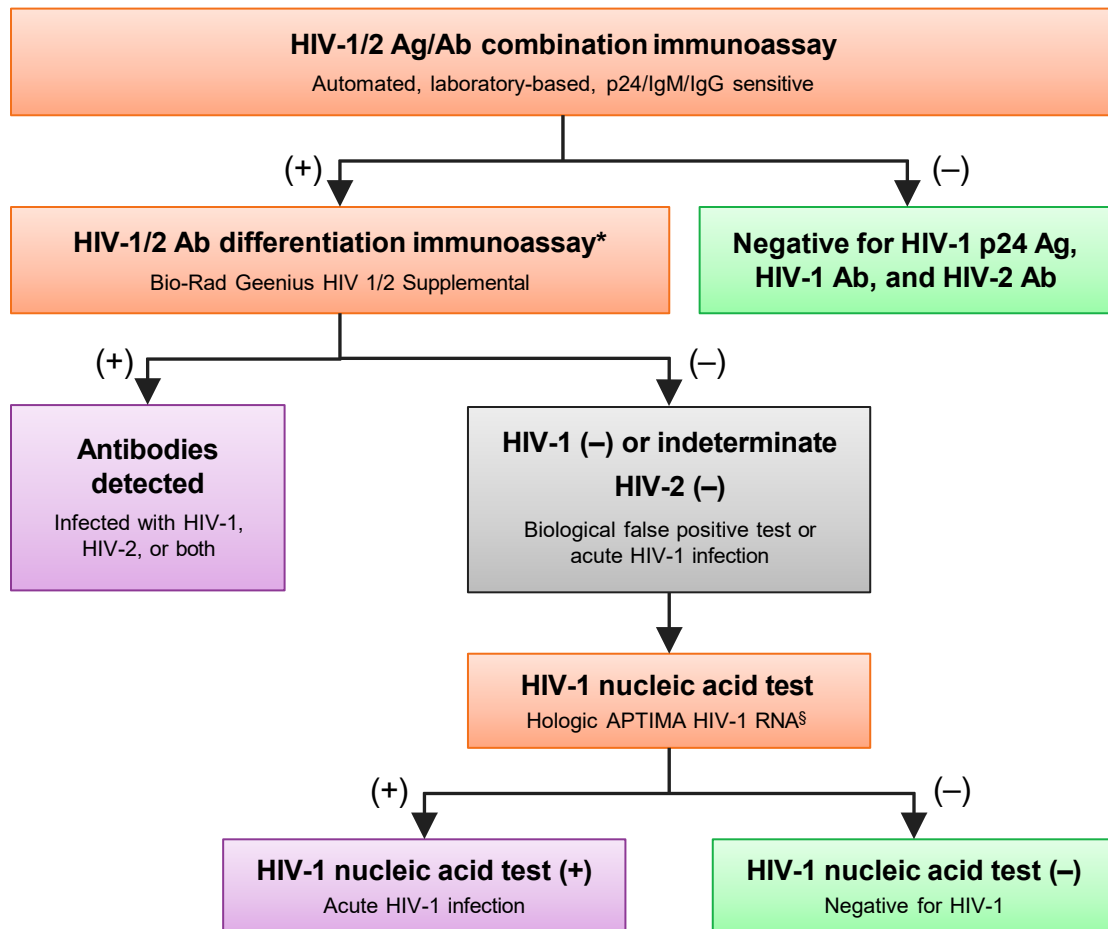 HIV-1/2 Ag/Ab combination immunoassay
Automated, laboratory-based, p24/IgM/IgG sensitive
(+)
(–)
HIV-1/2 Ab differentiation immunoassay*
Bio-Rad Geenius HIV 1/2 Supplemental
Negative for HIV-1 p24 Ag,
HIV-1 Ab, and HIV-2 Ab
(+)
(–)
Antibodies
detected
Infected with HIV-1,
HIV-2, or both
HIV-1 (–) or indeterminate
HIV-2 (–)
Biological false positive test or
acute HIV-1 infection
HIV-1 nucleic acid test
Hologic APTIMA HIV-1 RNA§
(+)
(–)
HIV-1 nucleic acid test (+)
Acute HIV-1 infection
HIV-1 nucleic acid test (–)
Negative for HIV-1